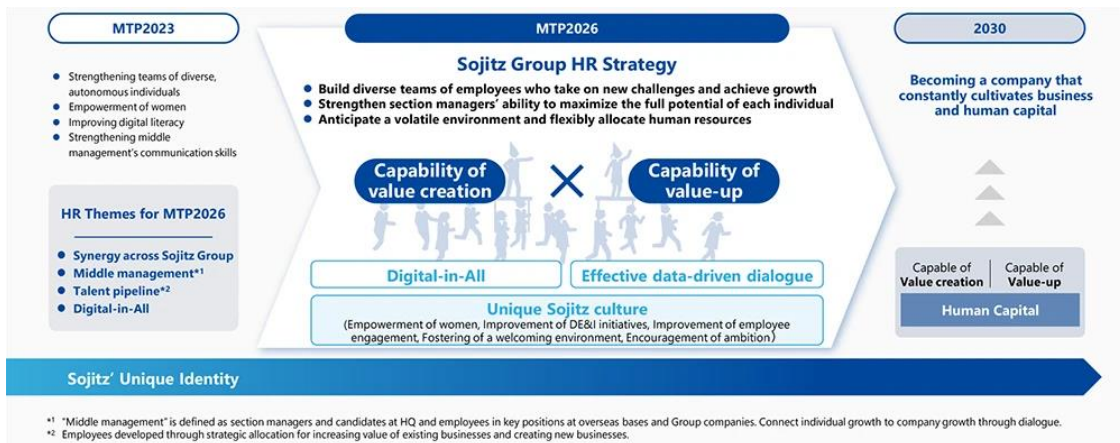 MTP2023
● Strengthening teams of diverse,
autonomous individuals
● Empowerment of women
● Improving digital literacy
● Strengthening middle
management's communication skills
HR Themes for MTP2026
● Synergy across Sojitz Group
● Middle management*1
● Talent pipeline*2
● Digital-in-All
MTP2026
Sojitz Group HR Strategy
● Build diverse teams of employees who take on new challenges and achieve growth
● Strengthen section managers' ability to maximize the full potential of each individual
● Anticipate a volatile environment and flexibly allocate human resources
Capability of
value creation
×
Capability of
value-up
Digital-in-All
Effective data-driven dialogue
Unique Sojitz culture
(Empowerment of women, Improvement of DE&I initiatives, Improvement of employee
engagement, Fostering of a welcoming environment, Encouragement of ambition)
2030
Becoming a company that
constantly cultivates business
and human capital
Capable of
Value creation
Capable of
Value-up
Human Capital
Sojitz' Unique Identity
*1 "Middle management" is defined as section managers and candidates at HQ and employees in key positions at overseas bases and Group companies. Connect individual growth to company growth through dialogue.
*2 Employees developed through strategic allocation for increasing value of existing businesses and creating new businesses.